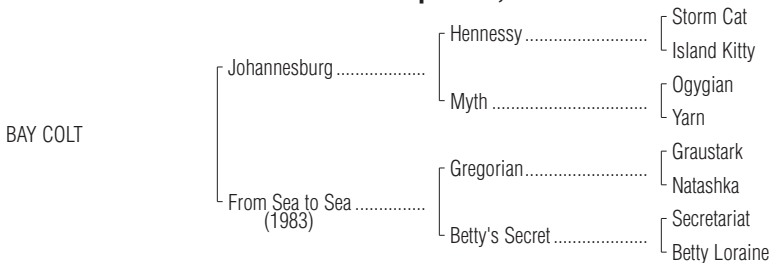 Storm Cat
Hennessy
Island Kitty
Johannesburg
Ogygian
Myth
Yarn
BAY COLT
Graustark
Gregorian
Natashka
From Sea to Sea
(1983)
Secretariat
Betty's Secret
Betty Loraine